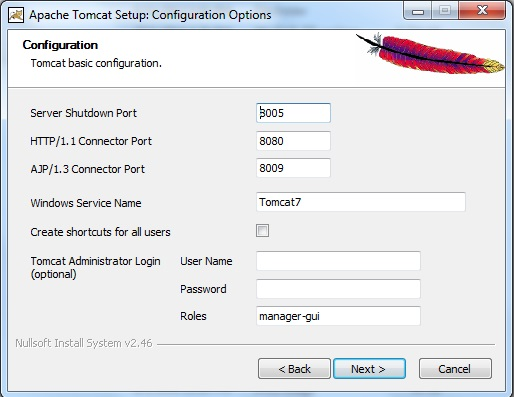 Apache Tomcat Setup: Configuration Options
Configuration
Tomcat basic configuration.
Server Shutdown Port 8005
HTTP/1.1 Connector Port 8080
AJP/1.3 Connector Port 8009
Windows Service Name Tomcat7
Create shortcuts for all users
Tomcat Administrator Login User Name
(optional)
Password
Roles manager-gui
Nullsoft Install System v2.46
< Back Next > Cancel